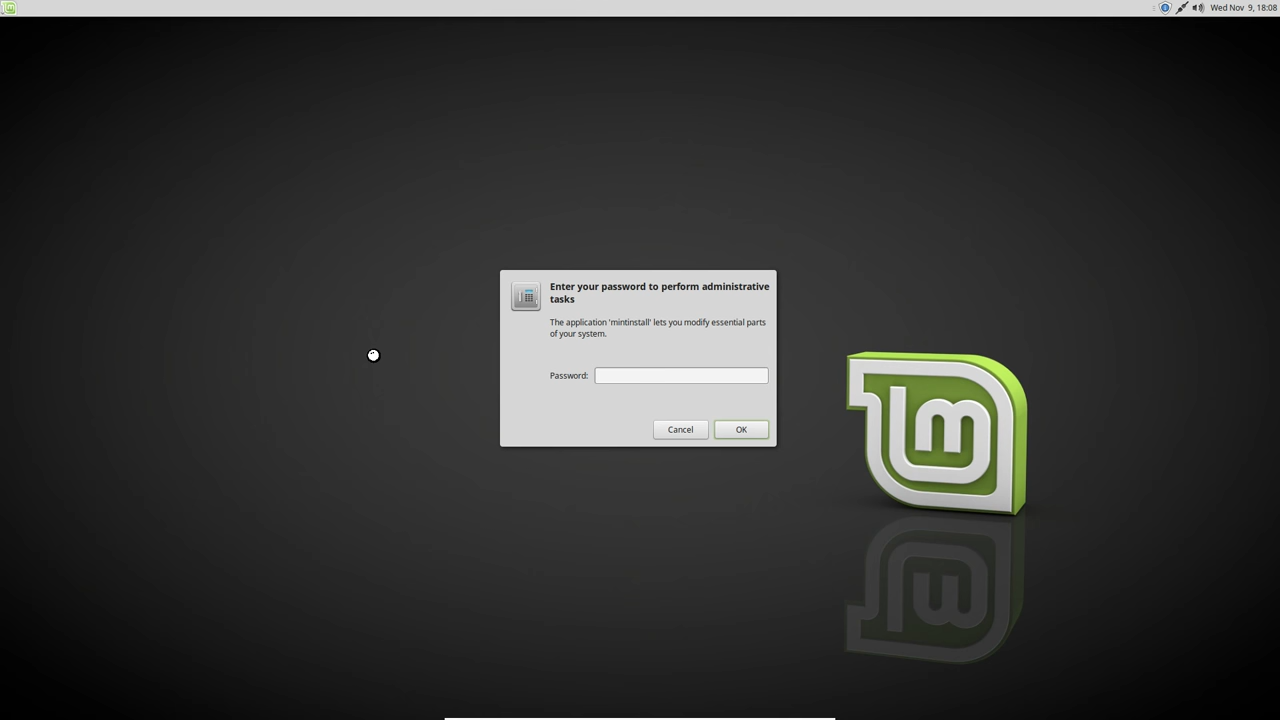 Wed Nov 9, 18:08
Enter your password to perform administrative
tasks
The application 'mintinstall' lets you modify essential parts
of your system.
Password:
Cancel OK